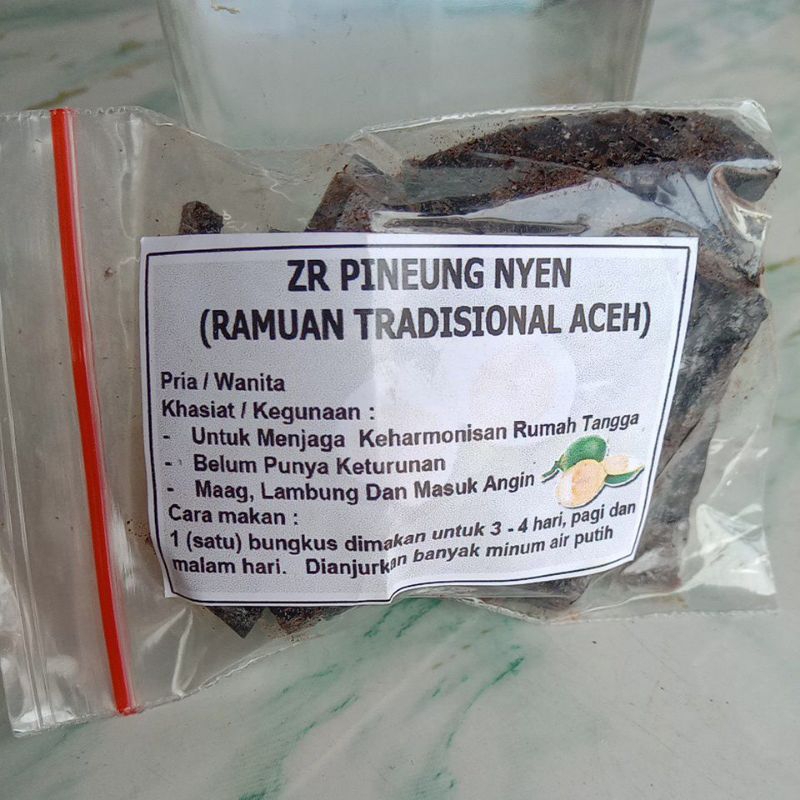 ZR PINEUNG NYEN
(RAMUAN TRADISIONAL ACEH)
Pria / Wanita
Khasiat / Kegunaan :
- Untuk Menjaga Keharmonisan Rumah Tangga
- Belum Punya Keturunan
- Maag, Lambung Dan Masuk Angin
Cara makan :
1 (satu) bungkus dimakan untuk 3 - 4 hari, pagi dan
malam hari. Dianjurkan banyak minum air putih